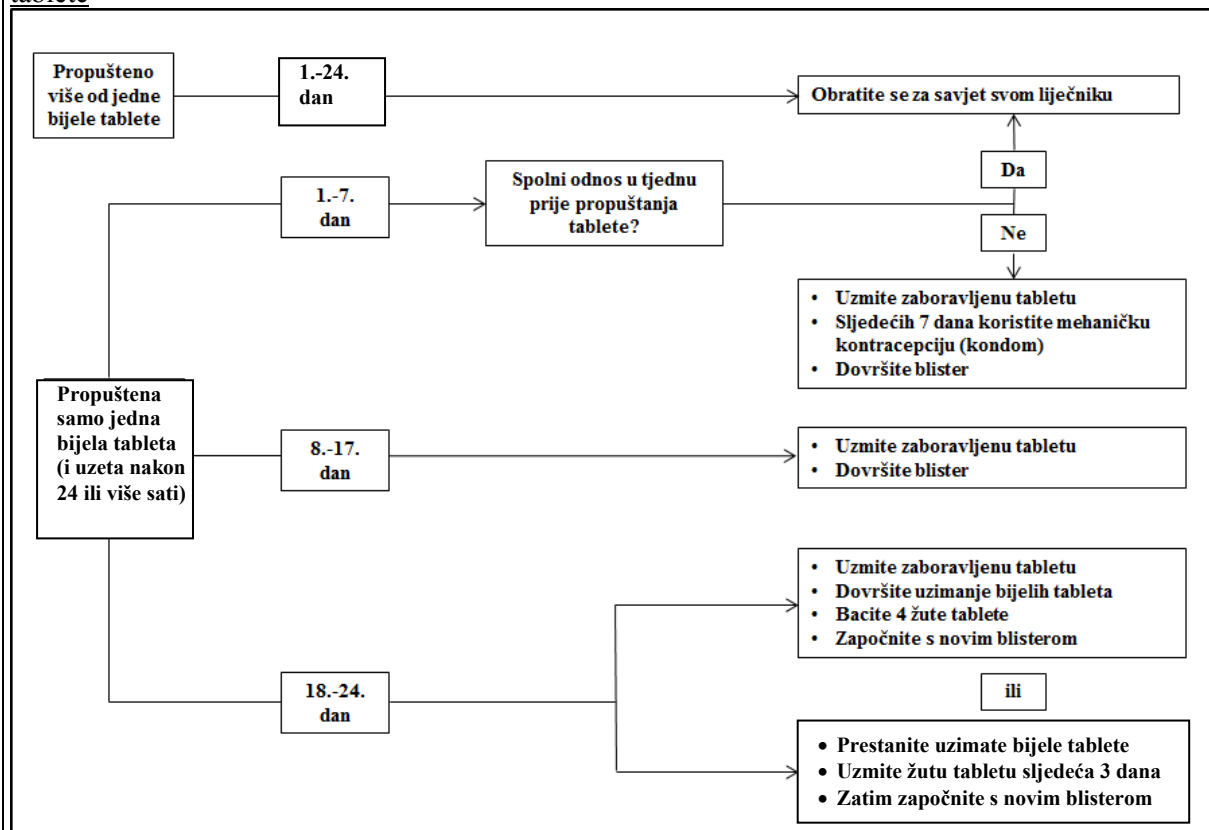 tablete
Propušteno
više od jedne
bijele tablete
1.-24.
dan
Obratite se za savjet svom liječniku
Da
1.-7.
dan
Spolni odnos u tjednu
prije propuštanja
tablete?
Ne
• Uzmite zaboravljenu tabletu
• Sljedećih 7 dana koristite mehaničku
kontracepciju (kondom)
• Dovršite blister
Propuštena
samo jedna
bijela tableta
(i uzeta nakon
24 ili više sati)
8.-17.
dan
• Uzmite zaboravljenu tabletu
• Dovršite blister
18.-24.
dan
• Uzmite zaboravljenu tabletu
• Dovršite uzimanje bijelih tableta
• Bacite 4 žute tablete
• Započnite s novim blisterom
ili
• Prestanite uzimate bijele tablete
• Uzmite žutu tabletu sljedeća 3 dana
• Zatim započnite s novim blisterom